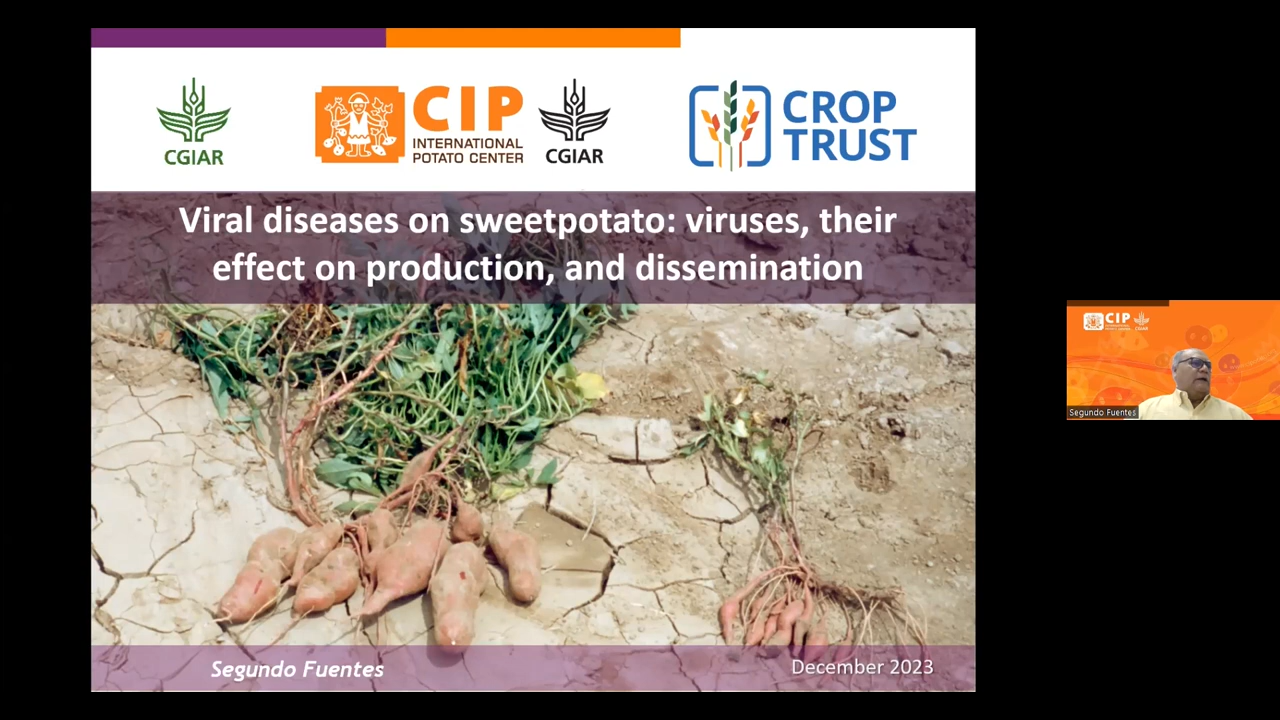 CGIAR
CIP
INTERNATIONAL
POTATO CENTER
CGIAR
CROP
TRUST
Viral diseases on sweetpotato: viruses, their
effect on production, and dissemination
CIP
Segundo Fuentes
Segundo Fuentes
December 2023